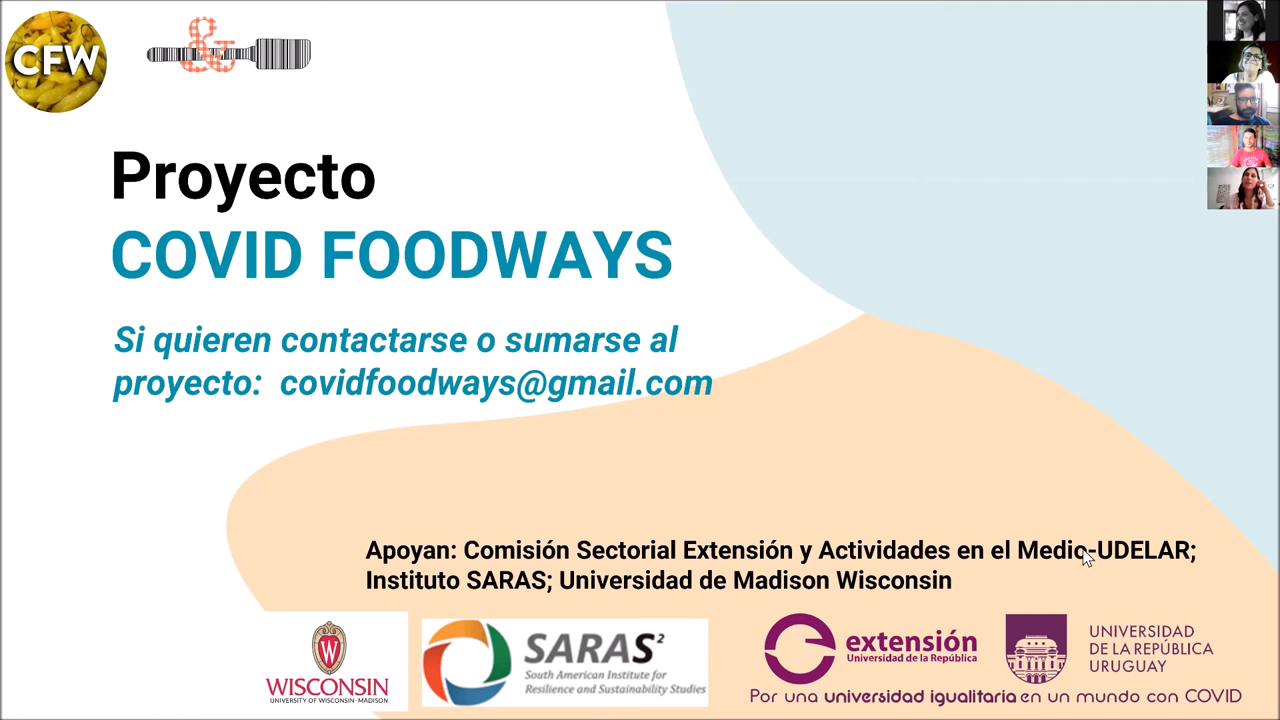 CFW
&
Proyecto
COVID FOODWAYS
Si quieren contactarse o sumarse al
proyecto: covidfoodways@gmail.com
Apoyan: Comisión Sectorial Extensión y Actividades en el Medio-UDELAR;
Instituto SARAS; Universidad de Madison Wisconsin
W
WISCONSIN
UNIVERSITY OF WISCONSIN-MADISON
SARAS²
South American Institute for
Resilience and Sustainability Studies
extensión
Universidad de la República
UNIVERSIDAD
DE LA REPÚBLICA
URUGUAY
Por una universidad igualitaria en un mundo con COVID